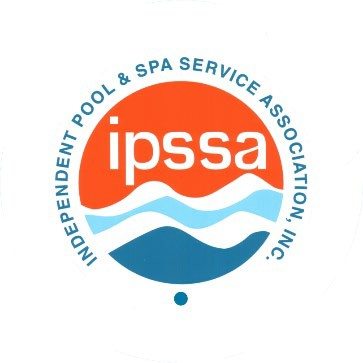 INDEPENDENT POOL & SPA SERVICE ASSOCIATION, INC.
ipssa